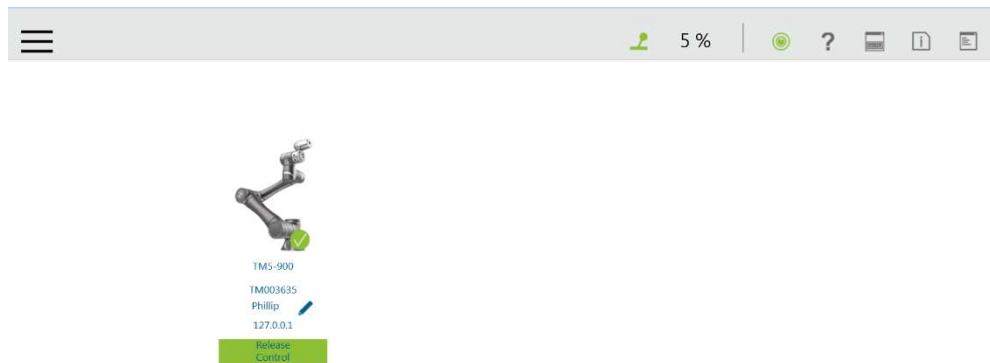 5 %
?
TM5-900
TM003635
Phillip
127.0.0.1
Release
Control